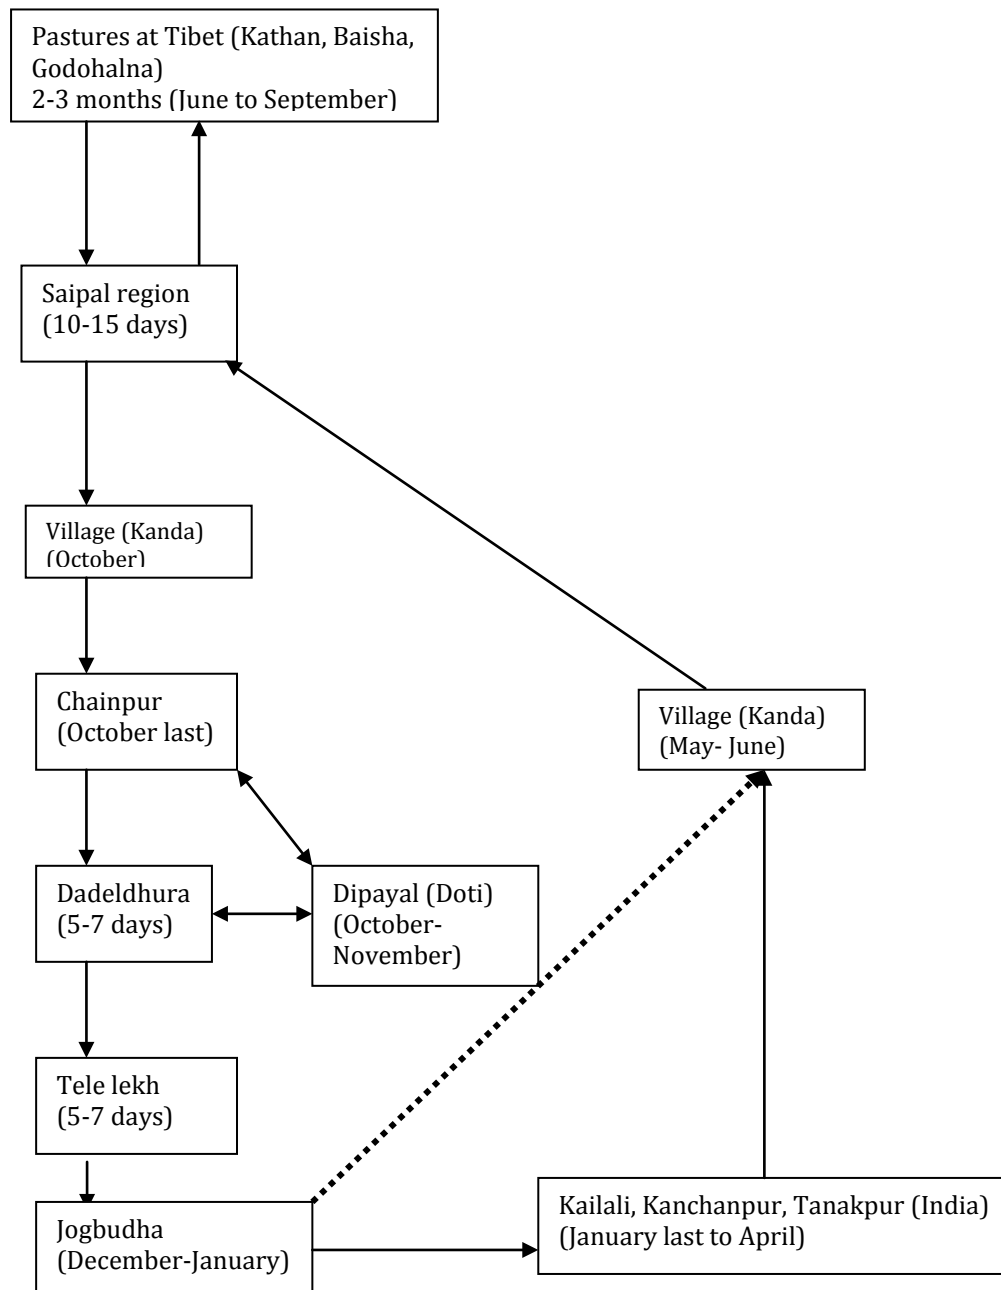 Pastures at Tibet (Kathan, Baisha,
Godohalna)
2-3 months (June to September)
Saipal region
(10-15 days)
Village (Kanda)
(October)
Chainpur
(October last)
Village (Kanda)
(May- June)
Dadeldhura
(5-7 days)
Dipayal (Doti)
(October-
November)
Tele lekh
(5-7 days)
Jogbudha
(December-January)
Kailali, Kanchanpur, Tanakpur (India)
(January last to April)